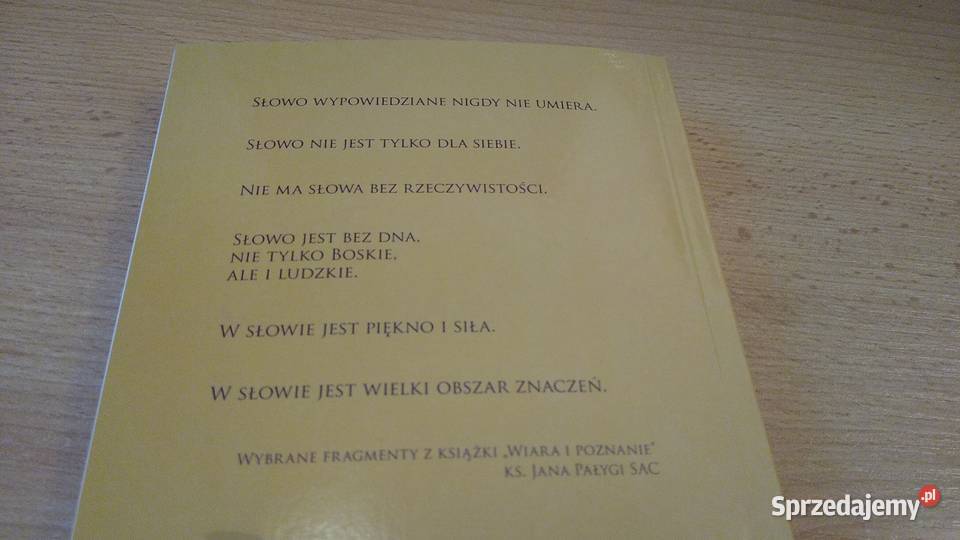 Słowo wypowiedziane nigdy nie umiera.
Słowo nie jest tylko dla siebie.
Nie ma słowa bez rzeczywistości.
Słowo jest bez dna,
nie tylko Boskie,
ale i ludzkie.
W słowie jest piękno i siła.
W słowie jest wielki obszar znaczeń.
Wybrane fragmenty z książki „Wiara i poznanie"
ks. Jana Pałygi SAC
Sprzedajemy.pl